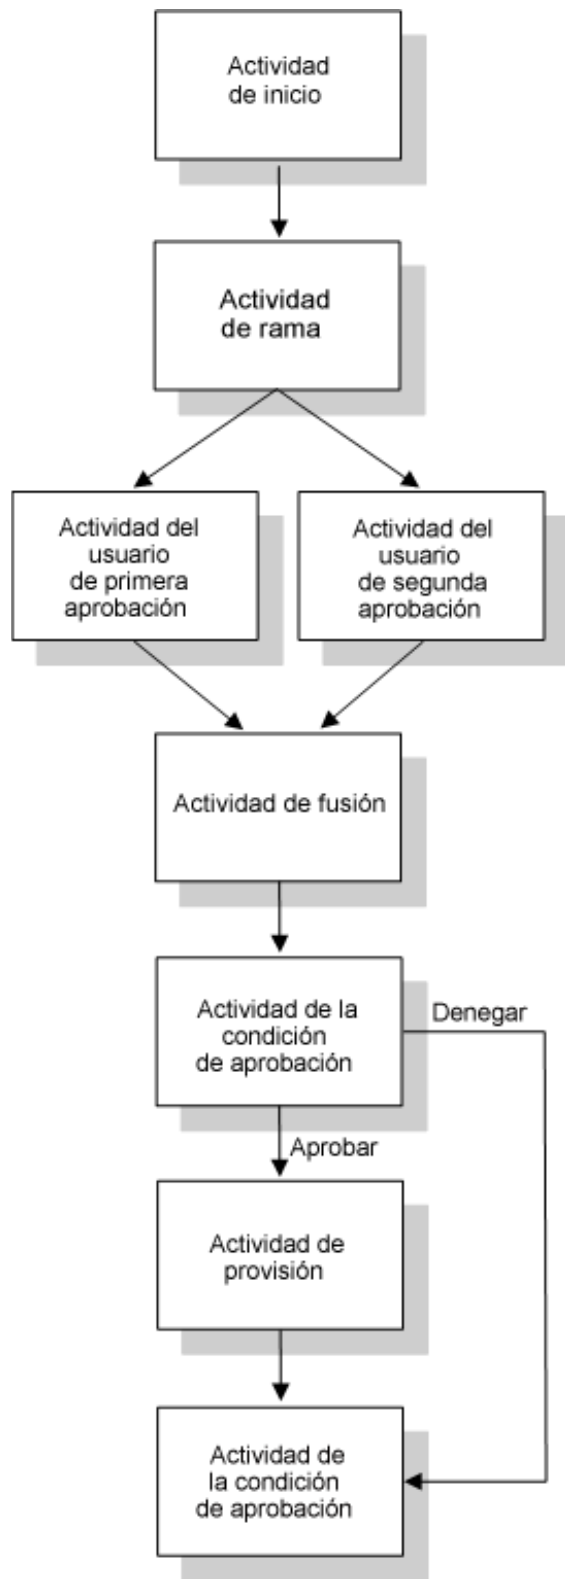 Actividad
de inicio
Actividad
de rama
Actividad del
usuario
de primera
aprobación
Actividad del
usuario
de segunda
aprobación
Actividad de fusión
Actividad de la
condición
de aprobación
Denegar
Aprobar
Actividad de
provisión
Actividad de
la condición
de aprobación